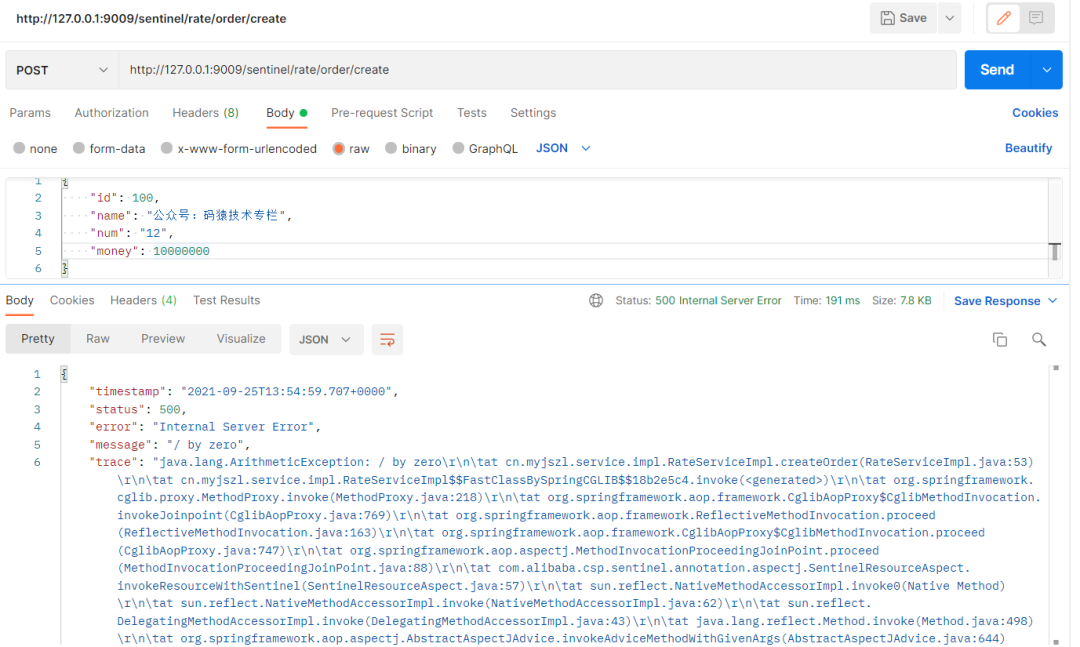 http://127.0.0.1:9009/sentinel/rate/order/create
Save
POST
http://127.0.0.1:9009/sentinel/rate/order/create
Send
Params Authorization Headers (8) Body Pre-request Script Tests Settings Cookies
none form-data x-www-form-urlencoded raw binary GraphQL JSON Beautify
1 {
2 ····"id":·100,
3 ····"name":·"公众号：码猿技术专栏",
4 ····"num":·"12",
5 ····"money":·10000000
6 }
Body Cookies Headers (4) Test Results Status: 500 Internal Server Error Time: 191 ms Size: 7.8 KB Save Response
Pretty Raw Preview Visualize JSON
1 {
2 "timestamp": "2021-09-25T13:54:59.707+0000",
3 "status": 500,
4 "error": "Internal Server Error",
5 "message": "/ by zero",
6 "trace": "java.lang.ArithmeticException: / by zero\r\n\tat cn.myjszl.service.impl.RateServiceImpl.createOrder(RateServiceImpl.java:53)
\r\n\tat cn.myjszl.service.impl.RateServiceImpl$$FastClassBySpringCGLIB$$18b2e5c4.invoke(<generated>)\r\n\tat org.springframework.
cglib.proxy.MethodProxy.invoke(MethodProxy.java:218)\r\n\tat org.springframework.aop.framework.CglibAopProxy$CglibMethodInvocation.
invokeJoinpoint(CglibAopProxy.java:769)\r\n\tat org.springframework.aop.framework.ReflectiveMethodInvocation.proceed
(ReflectiveMethodInvocation.java:163)\r\n\tat org.springframework.aop.framework.CglibAopProxy$CglibMethodInvocation.proceed
(CglibAopProxy.java:747)\r\n\tat org.springframework.aop.aspectj.MethodInvocationProceedingJoinPoint.proceed
(MethodInvocationProceedingJoinPoint.java:88)\r\n\tat com.alibaba.csp.sentinel.annotation.aspectj.SentinelResourceAspect.
invokeResourceWithSentinel(SentinelResourceAspect.java:57)\r\n\tat sun.reflect.NativeMethodAccessorImpl.invoke0(Native Method)
\r\n\tat sun.reflect.NativeMethodAccessorImpl.invoke(NativeMethodAccessorImpl.java:62)\r\n\tat sun.reflect.
DelegatingMethodAccessorImpl.invoke(DelegatingMethodAccessorImpl.java:43)\r\n\tat java.lang.reflect.Method.invoke(Method.java:498)
\r\n\tat org.springframework.aop.aspectj.AbstractAspectJAdvice.invokeAdviceMethodWithGivenArgs(AbstractAspectJAdvice.java:644)